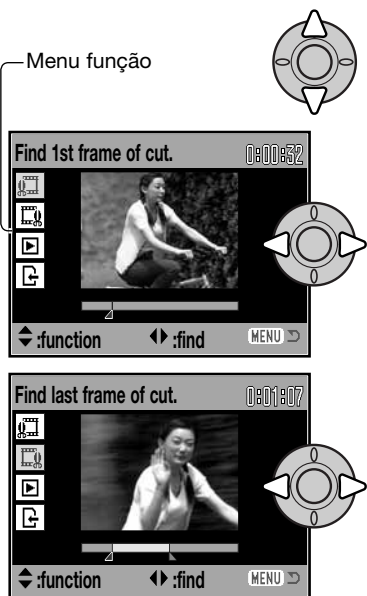 Menu função
Find 1st frame of cut. 0:00:32
:function :find MENU
Find last frame of cut. 0:01:07
:function :find MENU